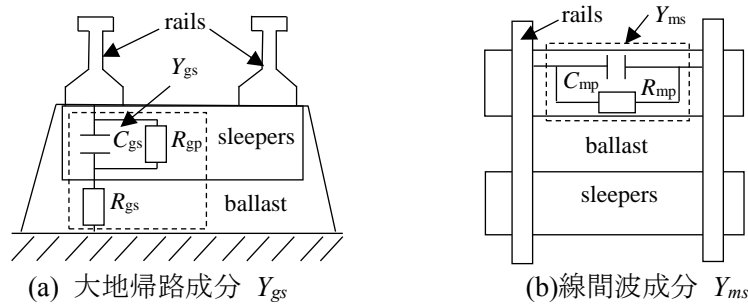 rails
Y_gs
C_gs
R_gp
sleepers
R_gs
ballast
(a) 大地帰路成分 Y_gs
rails
Y_ms
C_mp
R_mp
ballast
sleepers
(b)線間波成分 Y_ms